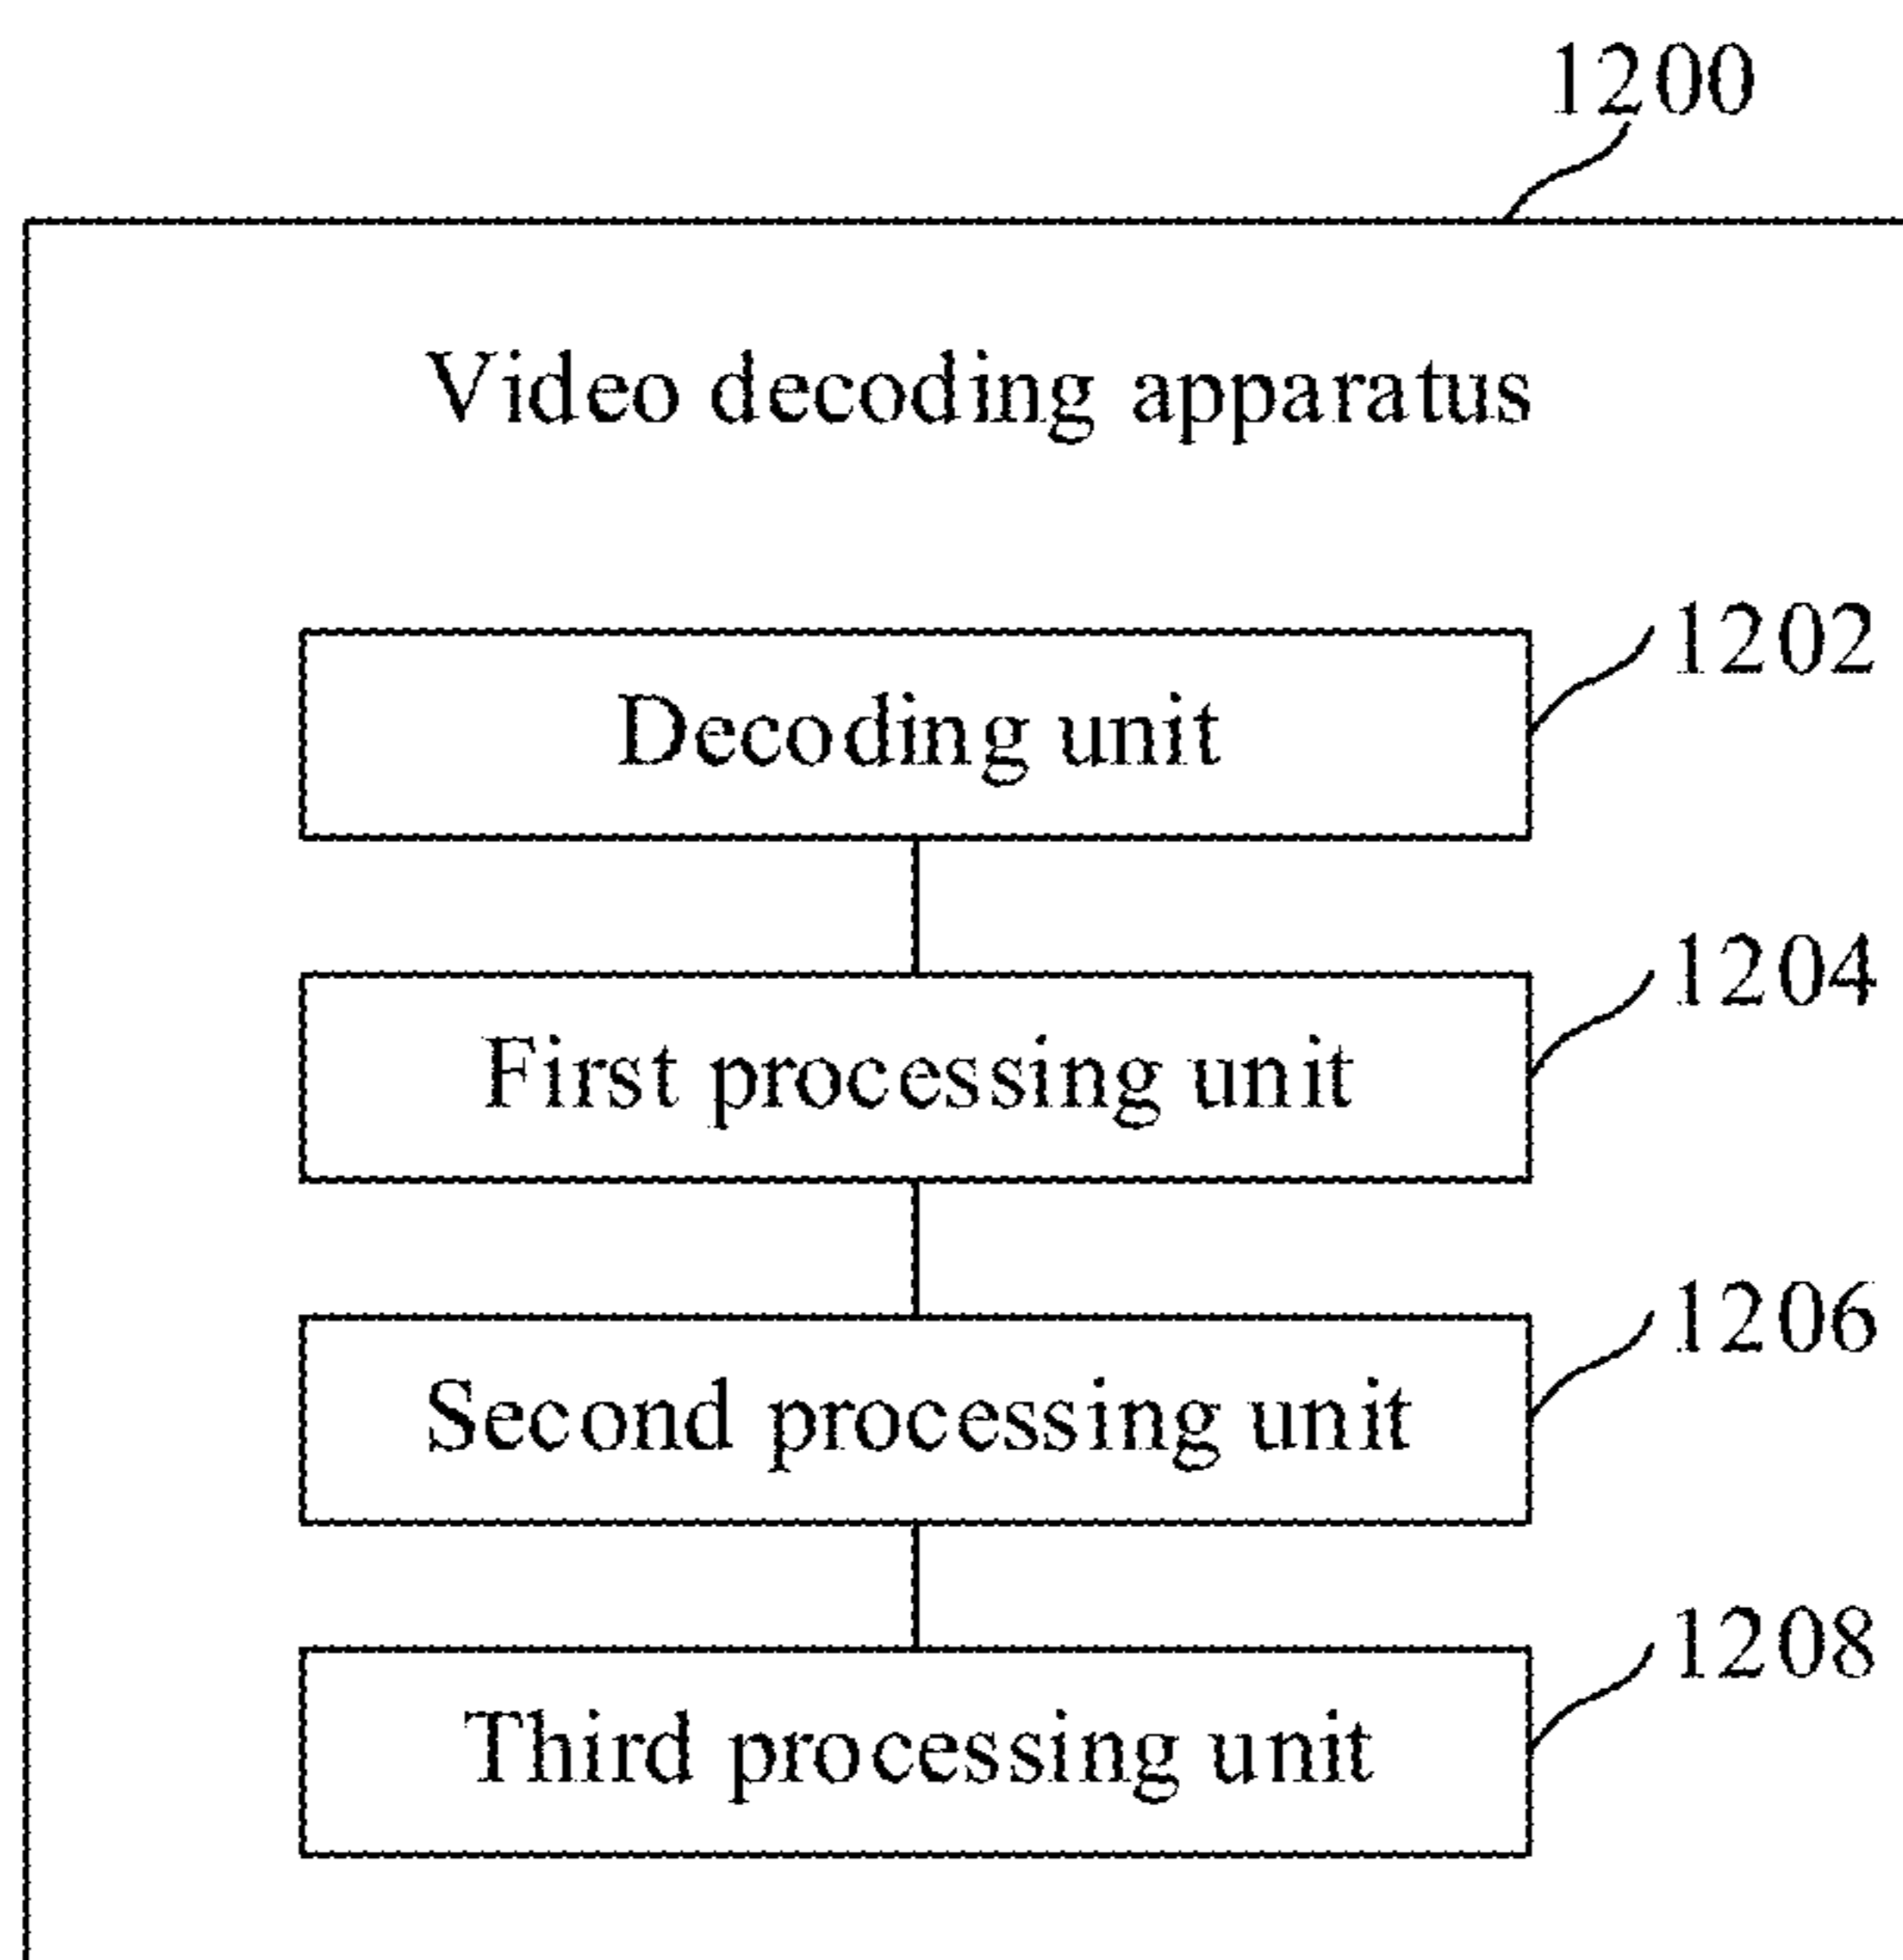 1200
Video decoding apparatus
1202
Decoding unit
1204
First processing unit
1206
Second processing unit
1208
Third processing unit